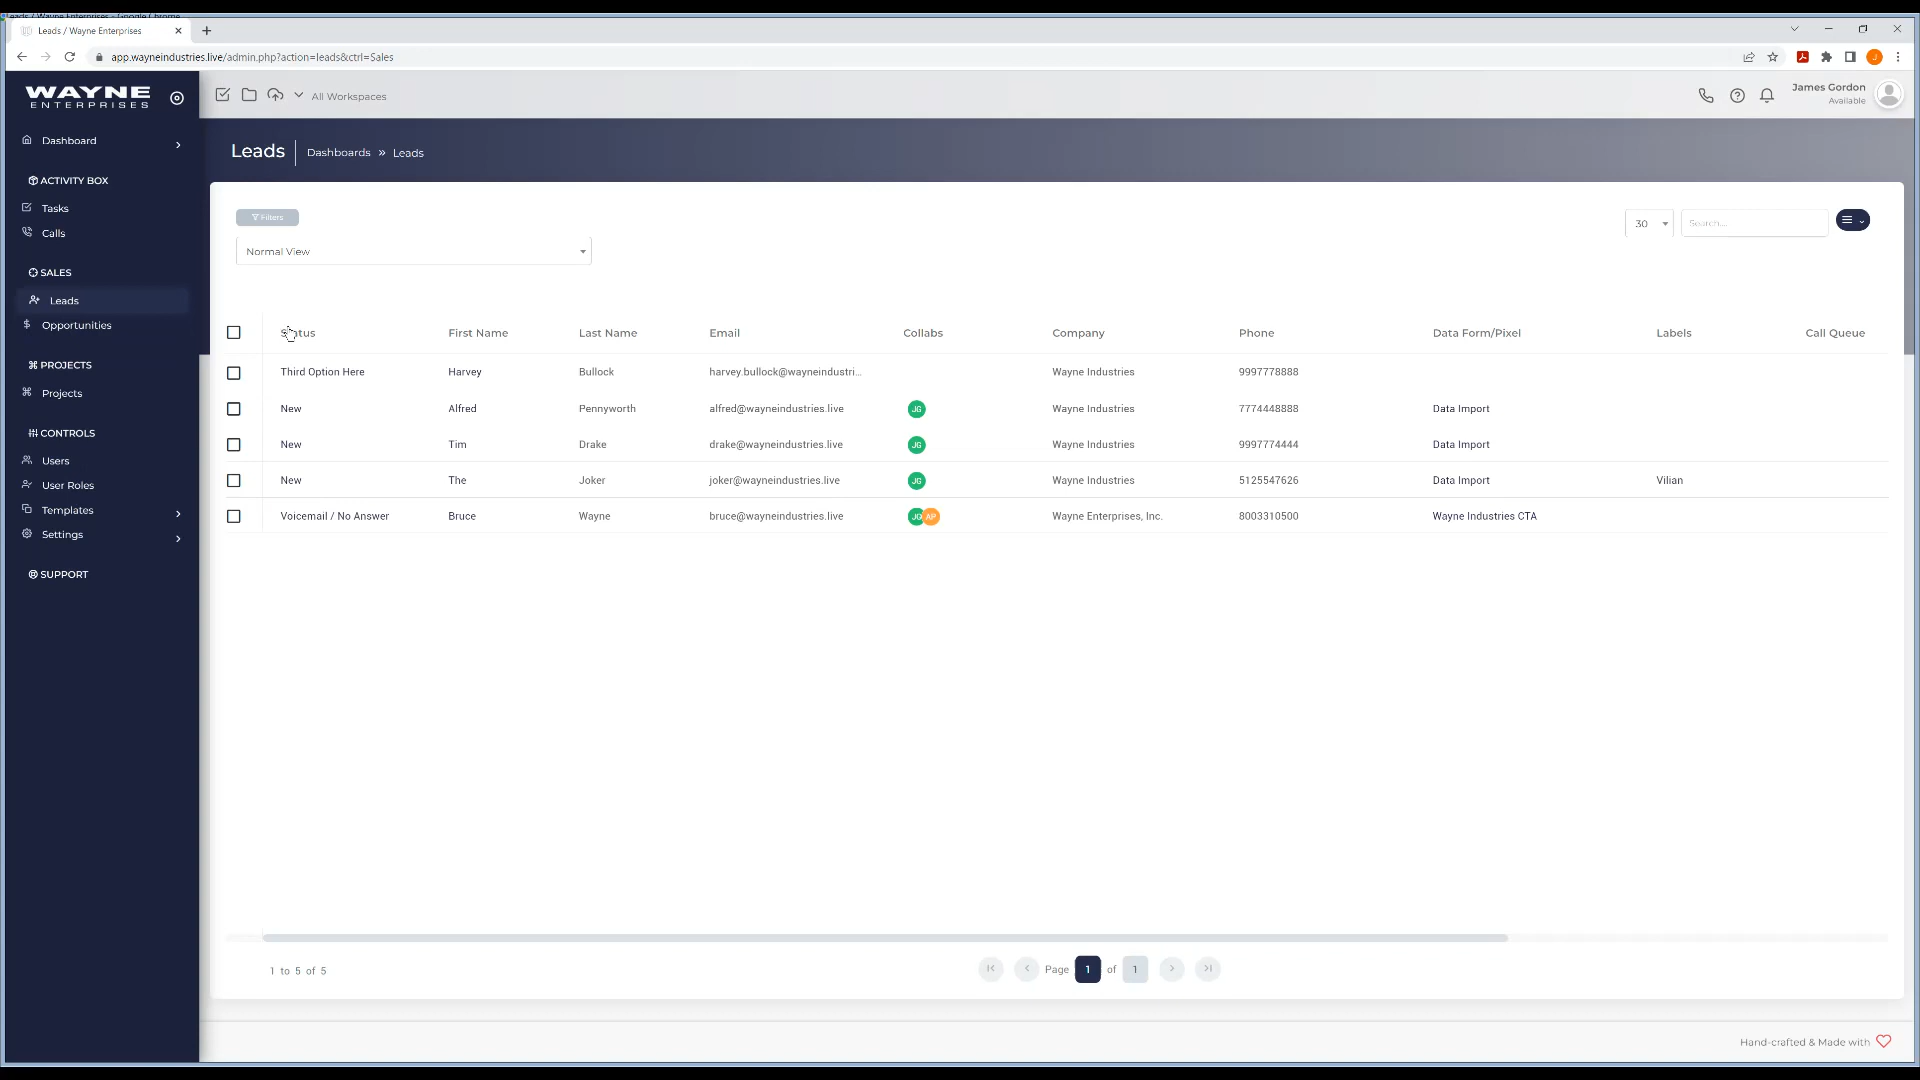 Leads / Wayne Enterprises - Google Chrome
Leads / Wayne Enterprises
app.wayneindustries.live/admin.php?action=leads&ctrl=Sales
WAYNE
ENTERPRISES
All Workspaces
James Gordon
Available
Dashboard
ACTIVITY BOX
Tasks
Calls
SALES
Leads
Opportunities
PROJECTS
Projects
CONTROLS
Users
User Roles
Templates
Settings
SUPPORT
Leads Dashboards » Leads
Filters
Normal View
30 Search...
Status First Name Last Name Email Collabs Company Phone Data Form/Pixel Labels Call Queue
Third Option Here Harvey Bullock harvey.bullock@wayneindustri... Wayne Industries 9997778888
New Alfred Pennyworth alfred@wayneindustries.live JG Wayne Industries 7774448888 Data Import
New Tim Drake drake@wayneindustries.live JG Wayne Industries 9997774444 Data Import
New The Joker joker@wayneindustries.live JG Wayne Industries 5125547626 Data Import Vilian
Voicemail / No Answer Bruce Wayne bruce@wayneindustries.live JG AP Wayne Enterprises, Inc. 8003310500 Wayne Industries CTA
1 to 5 of 5
Page 1 of 1
Hand-crafted & Made with